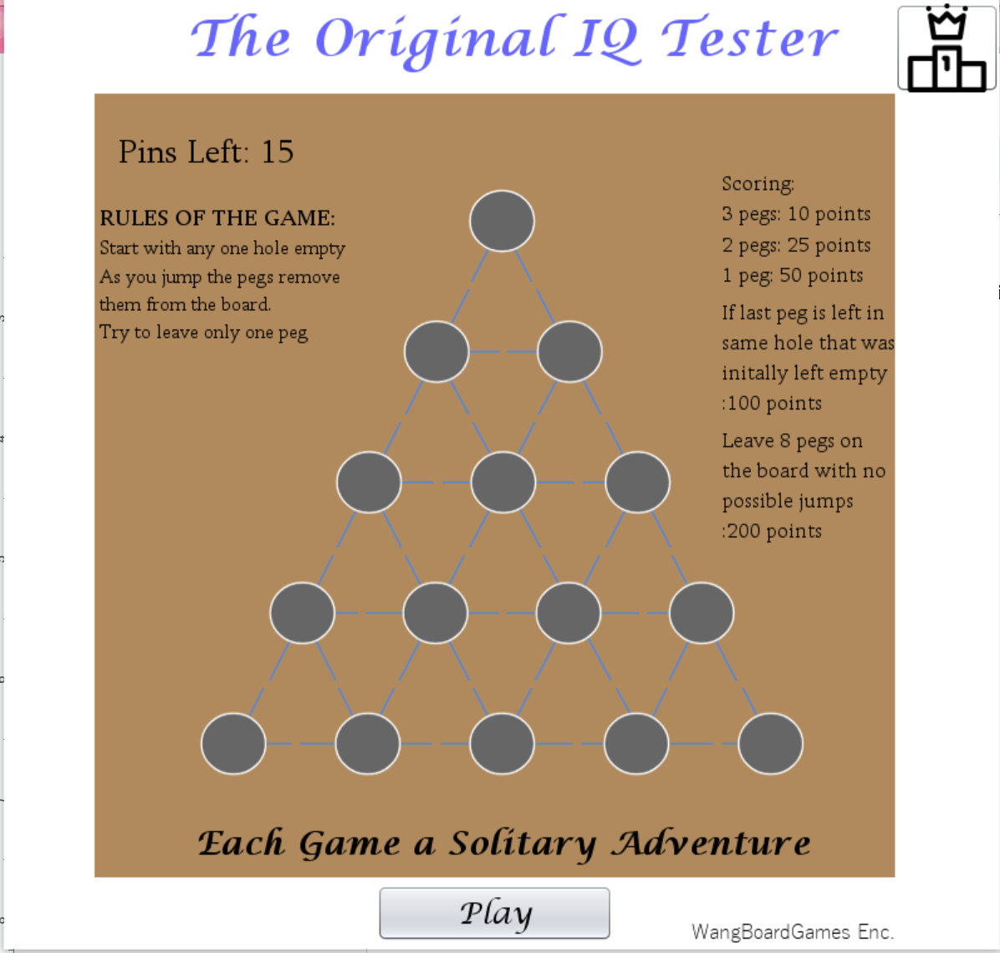 The Original IQ Tester
1
Pins Left: 15
RULES OF THE GAME:
Start with any one hole empty
As you jump the pegs remove
them from the board.
Try to leave only one peg
Scoring:
3 pegs: 10 points
2 pegs: 25 points
1 peg: 50 points
If last peg is left in
same hole that was
initally left empty
:100 points
Leave 8 pegs on
the board with no
possible jumps
:200 points
Each Game a Solitary Adventure
Play
WangBoardGames Enc.